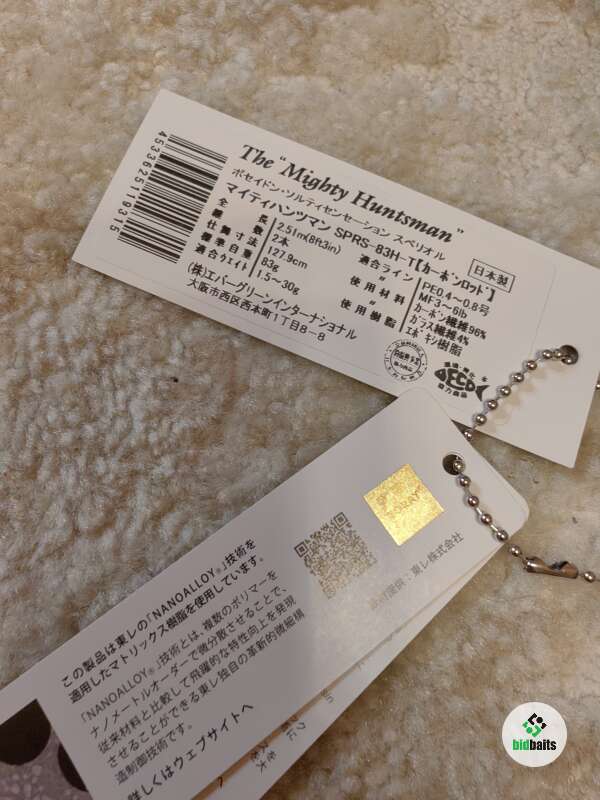 4533625119315
The "Mighty Huntsman"
ポセイドン・ソルティセンセーション スペリオル
マイティハンツマン SPRS-83H-T【カーボンロッド】
日本製
全長 2.51m(8ft3in)
継数 2本
仕舞寸法 127.9cm
標準自重 83g
適合ウエイト 1.5~30g
適合ライン PE0.4~0.8号
〃 MF3~6lb
使用材料 カーボン繊維96%
〃 ガラス繊維4%
使用樹脂 エポキシ樹脂
(株)エバーグリーンインターナショナル
大阪市西区西本町1丁目8-8
ECO
この製品は東レの「NANOALLOY®」技術を
適用したマトリックス樹脂を使用しています。
「NANOALLOY®」技術とは、複数のポリマーを
ナノメートルオーダーで微分散させることで、
従来材料と比較して飛躍的な特性向上を発現
させることができる東レ独自の革新的微細構
造制御技術です。
詳しくはウェブサイトへ
提供：東レ株式会社
bidbaits